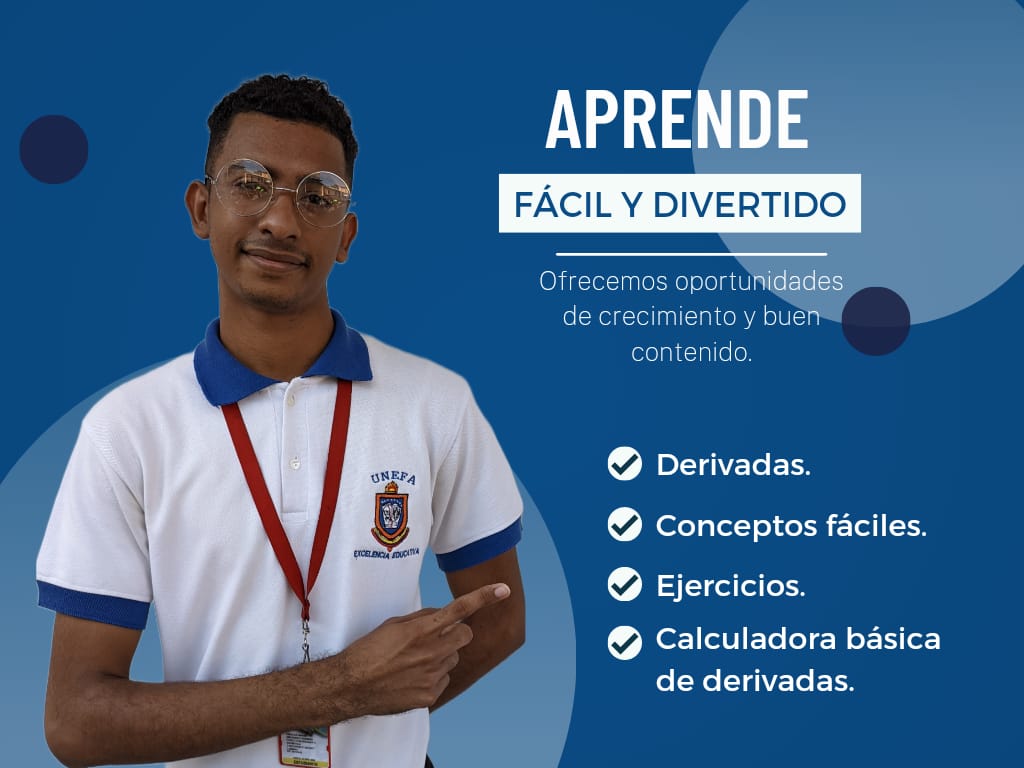 APRENDE
FÁCIL Y DIVERTIDO
Ofrecemos oportunidades
de crecimiento y buen
contenido.
UNEFA
EXCELENCIA EDUCATIVA
Derivadas.
Conceptos fáciles.
Ejercicios.
Calculadora básica
de derivadas.